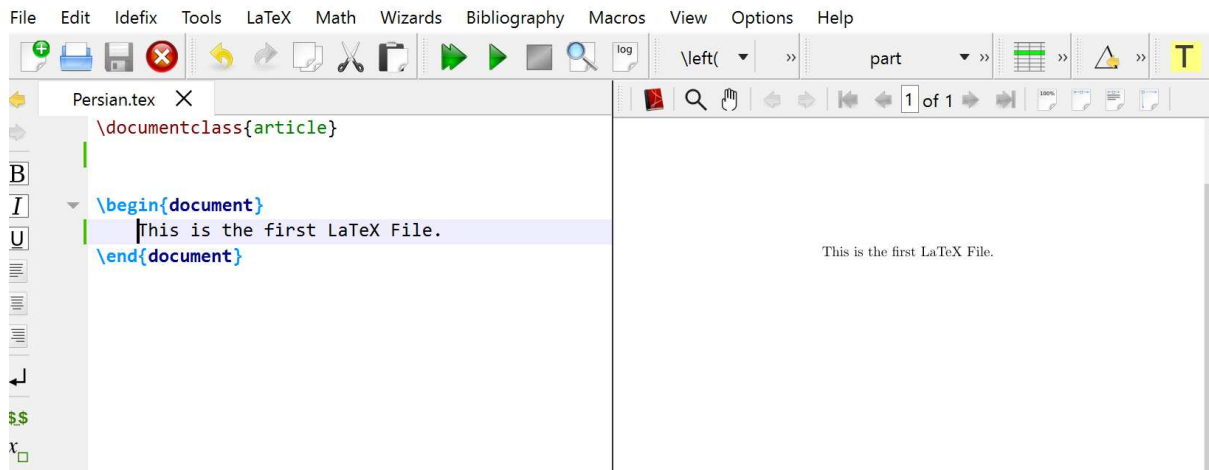 File Edit Idefix Tools LaTeX Math Wizards Bibliography Macros View Options Help
log \left( » part » » » T
Persian.tex
1 of 1 100%
\documentclass{article}
B
I \begin{document}
U This is the first LaTeX File.
\end{document}
This is the first LaTeX File.
$$
x